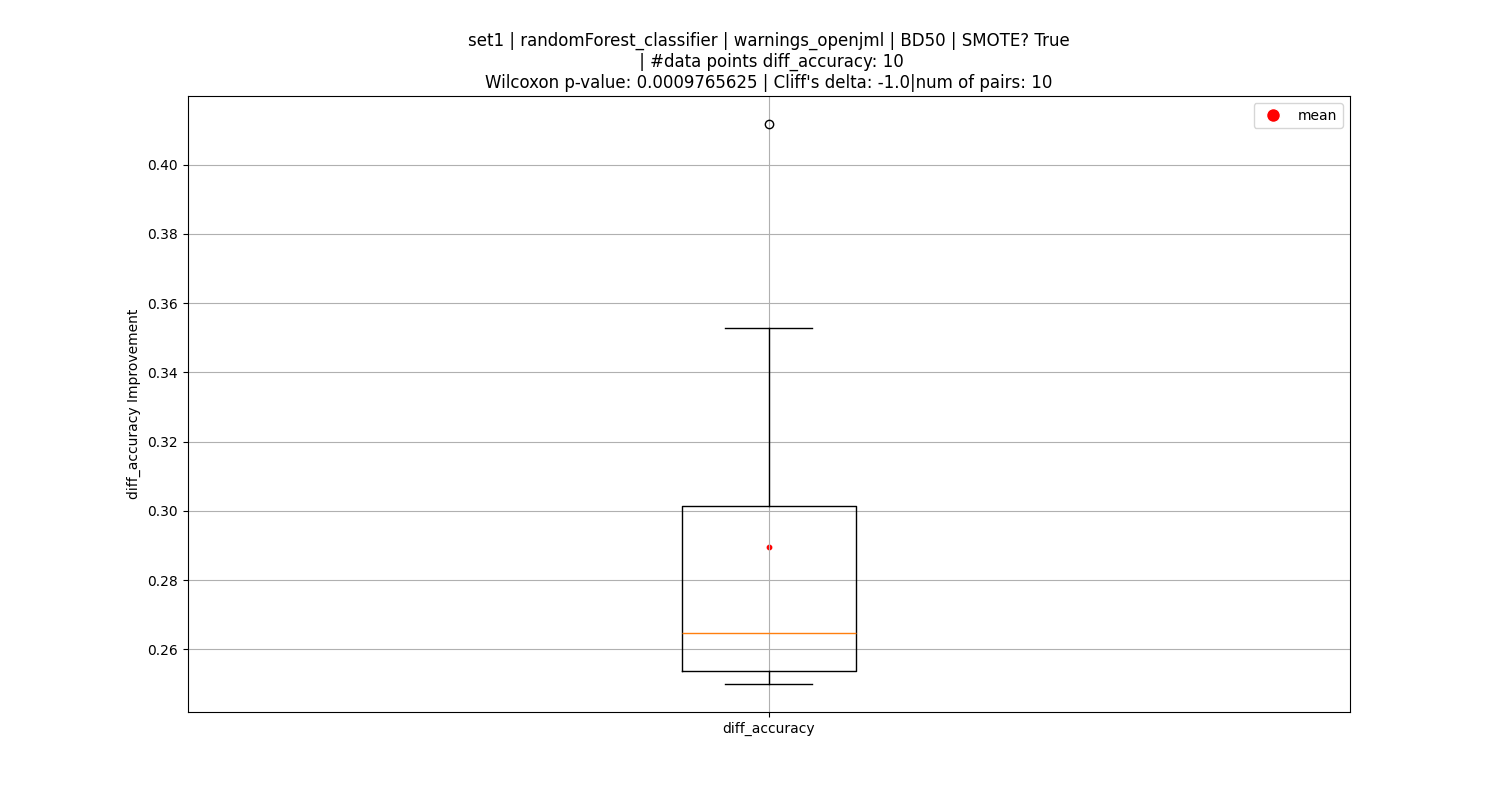 set1 | randomForest_classifier | warnings_openjml | BD50 | SMOTE? True
| #data points diff_accuracy: 10
Wilcoxon p-value: 0.0009765625 | Cliff's delta: -1.0|num of pairs: 10
mean
0.40
0.38
0.36
0.34
0.32
0.30
0.28
0.26
diff_accuracy Improvement
diff_accuracy